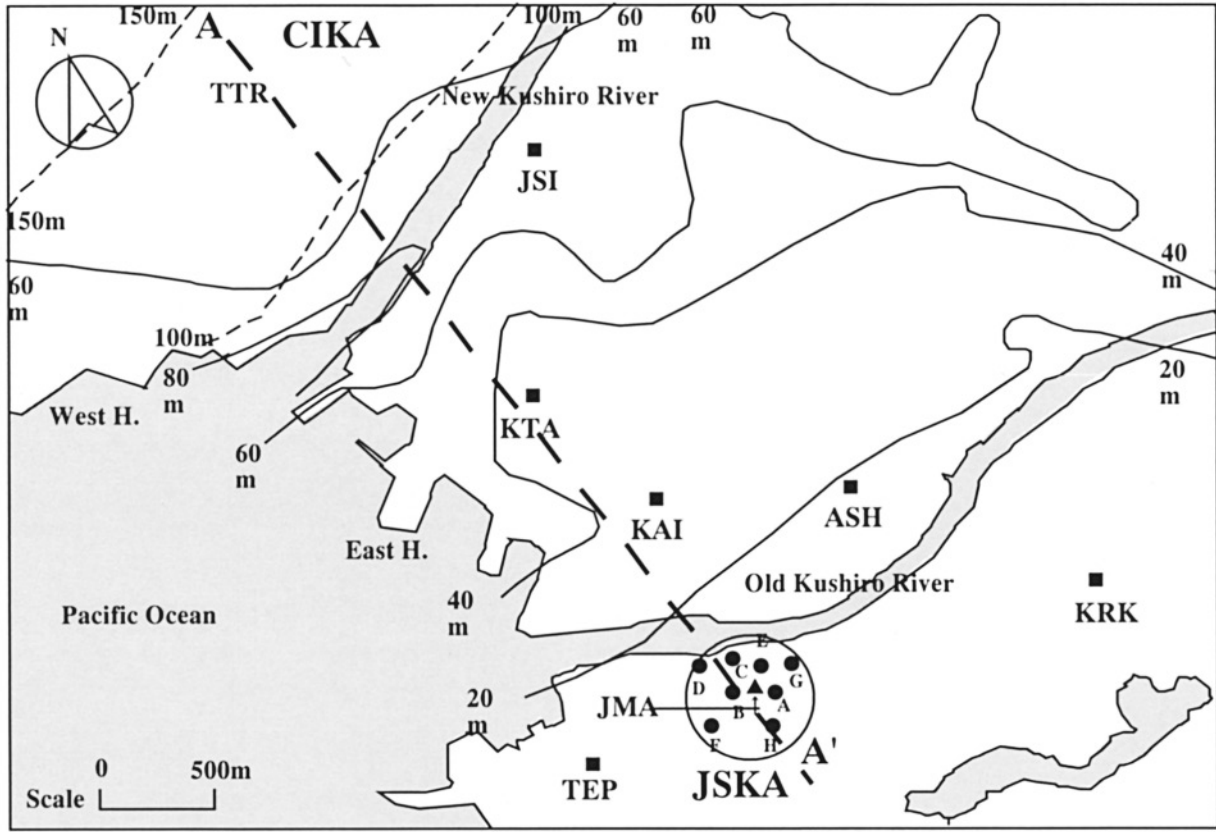 150m
100m
60
m
60
m
N
A
CIKA
TTR
New Kushiro River
JSI
150m
60
m
40
m
100m
80
m
20
m
West H.
KTA
60
m
KAI
ASH
East H.
Old Kushiro River
Pacific Ocean
40
m
KRK
E
C
D
G
20
m
JMA
B
A
F
H
A'
0
500m
TEP
JSKA
Scale